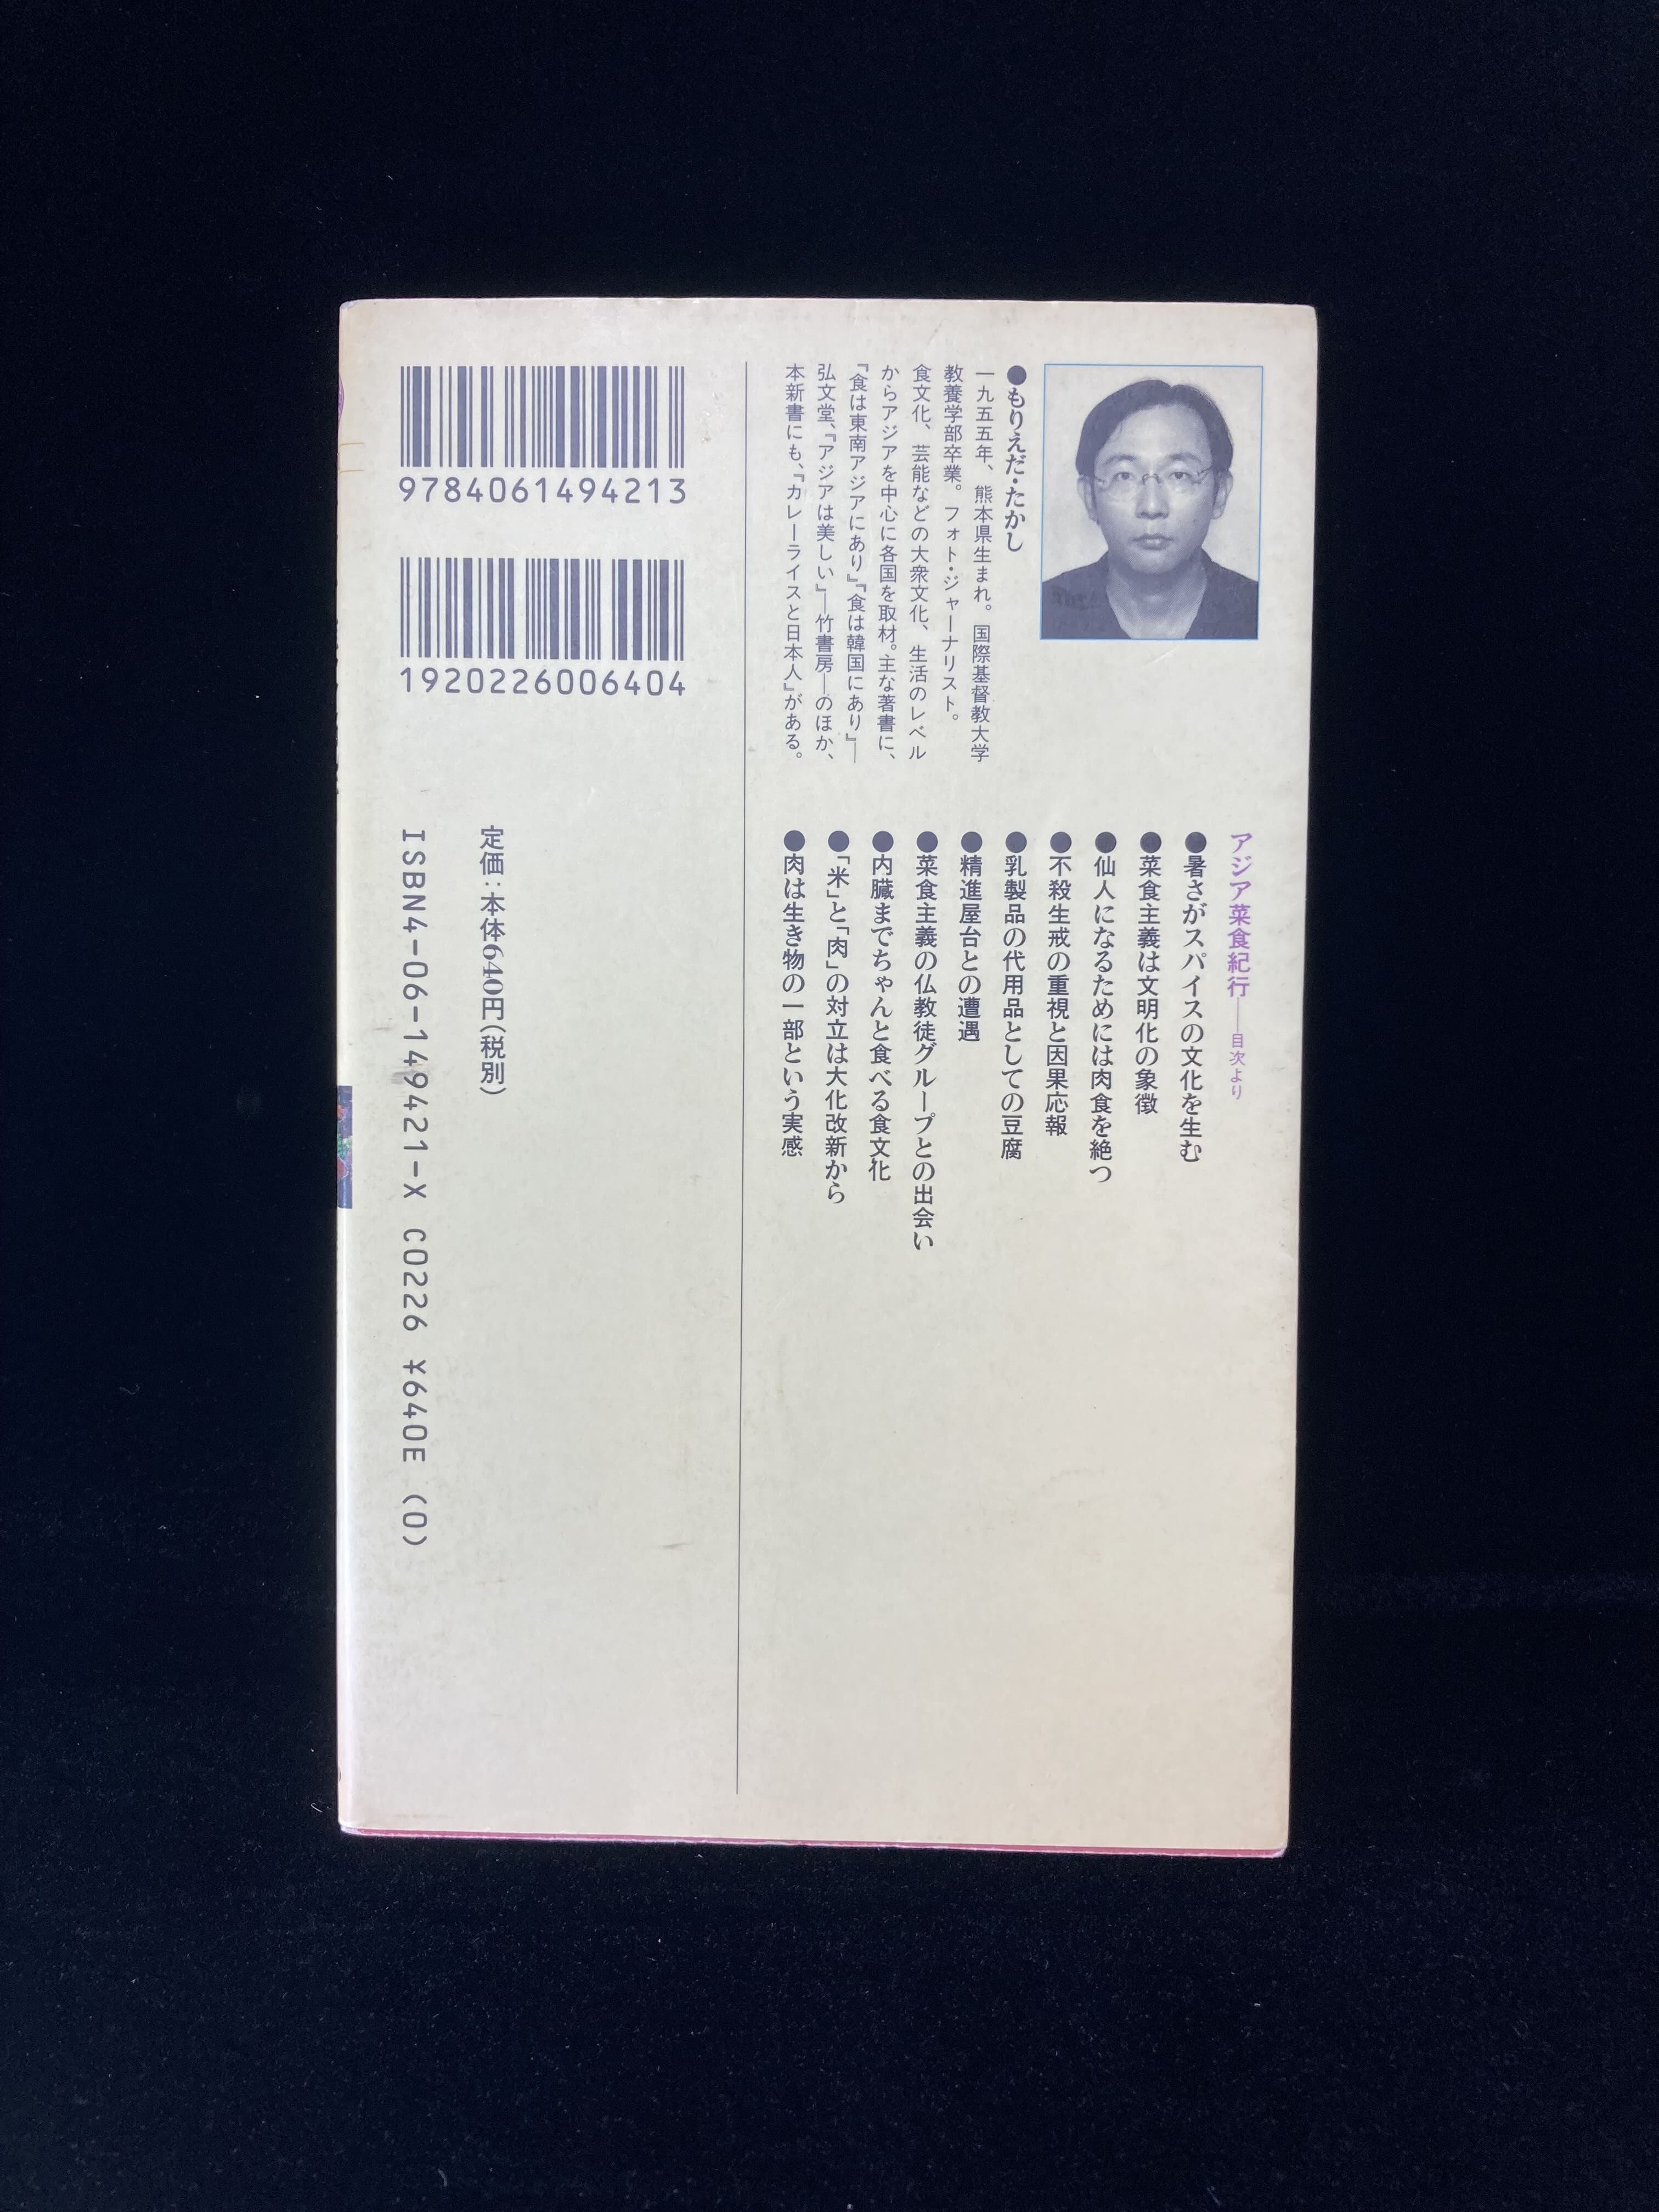 ●もりえだ・たかし
一九五五年、熊本県生まれ。国際基督教大学
教養学部卒業。フォト・ジャーナリスト。
食文化、芸能などの大衆文化、生活のレベル
からアジアを中心に各国を取材。主な著書に、
『食は東南アジアにあり』『食は韓国にあり』―
弘文堂、『アジアは美しい』―竹書房―のほか、
本新書にも、『カレーライスと日本人』がある。
アジア菜食紀行――目次より
●暑さがスパイスの文化を生む
●菜食主義は文明化の象徴
●仙人になるためには肉食を絶つ
●不殺生戒の重視と因果応報
●乳製品の代用品としての豆腐
●精進屋台との遭遇
●菜食主義の仏教徒グループとの出会い
●内臓までちゃんと食べる食文化
●「米」と「肉」の対立は大化改新から
●肉は生き物の一部という実感
9784061494213
1920226006404
定価：本体640円（税別）
ISBN4-06-149421-X C0226 ¥640E (0)